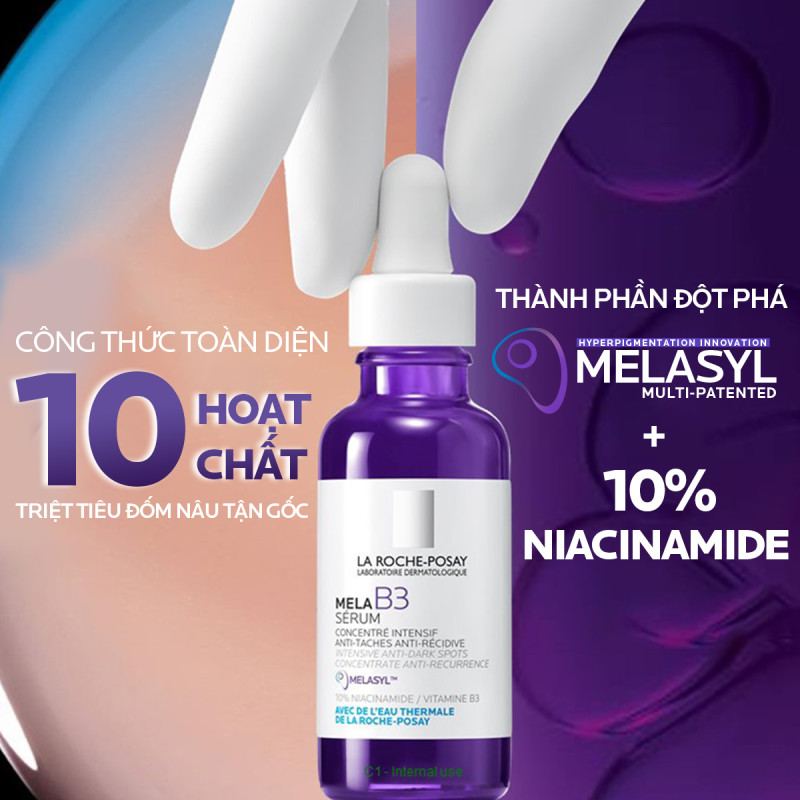 CÔNG THỨC TOÀN DIỆN
10 HOẠT
CHẤT
TRIỆT TIÊU ĐỐM NÂU TẬN GỐC
THÀNH PHẦN ĐỘT PHÁ
HYPERPIGMENTATION INNOVATION
MELASYL
MULTI-PATENTED
+
10%
NIACINAMIDE
LA ROCHE-POSAY
LABORATOIRE DERMATOLOGIQUE
MELA B3
SÉRUM
CONCENTRÉ INTENSIF
ANTI-TACHES ANTI-RÉCIDIVE
INTENSIVE ANTI-DARK SPOTS
CONCENTRATE ANTI-RECURRENCE
MELASYL™
10% NIACINAMIDE / VITAMINE B3
AVEC DE L'EAU THERMALE
DE LA ROCHE-POSAY
C1 - Internal use